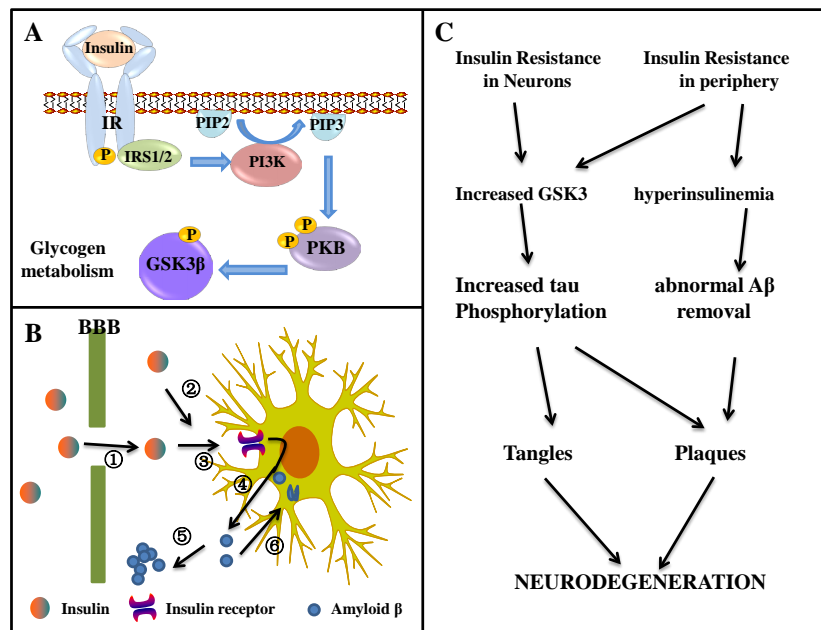 A
Insulin
IR
P
IRS1/2
PIP2
PIP3
PI3K
P
P
PKB
P
GSK3β
Glycogen
metabolism
B
BBB
①
②
③
④
⑤
⑥
Insulin
Insulin receptor
Amyloid β
C
Insulin Resistance
in Neurons
Insulin Resistance
in periphery
Increased GSK3
hyperinsulinemia
Increased tau
Phosphorylation
abnormal Aβ
removal
Tangles
Plaques
NEURODEGENERATION